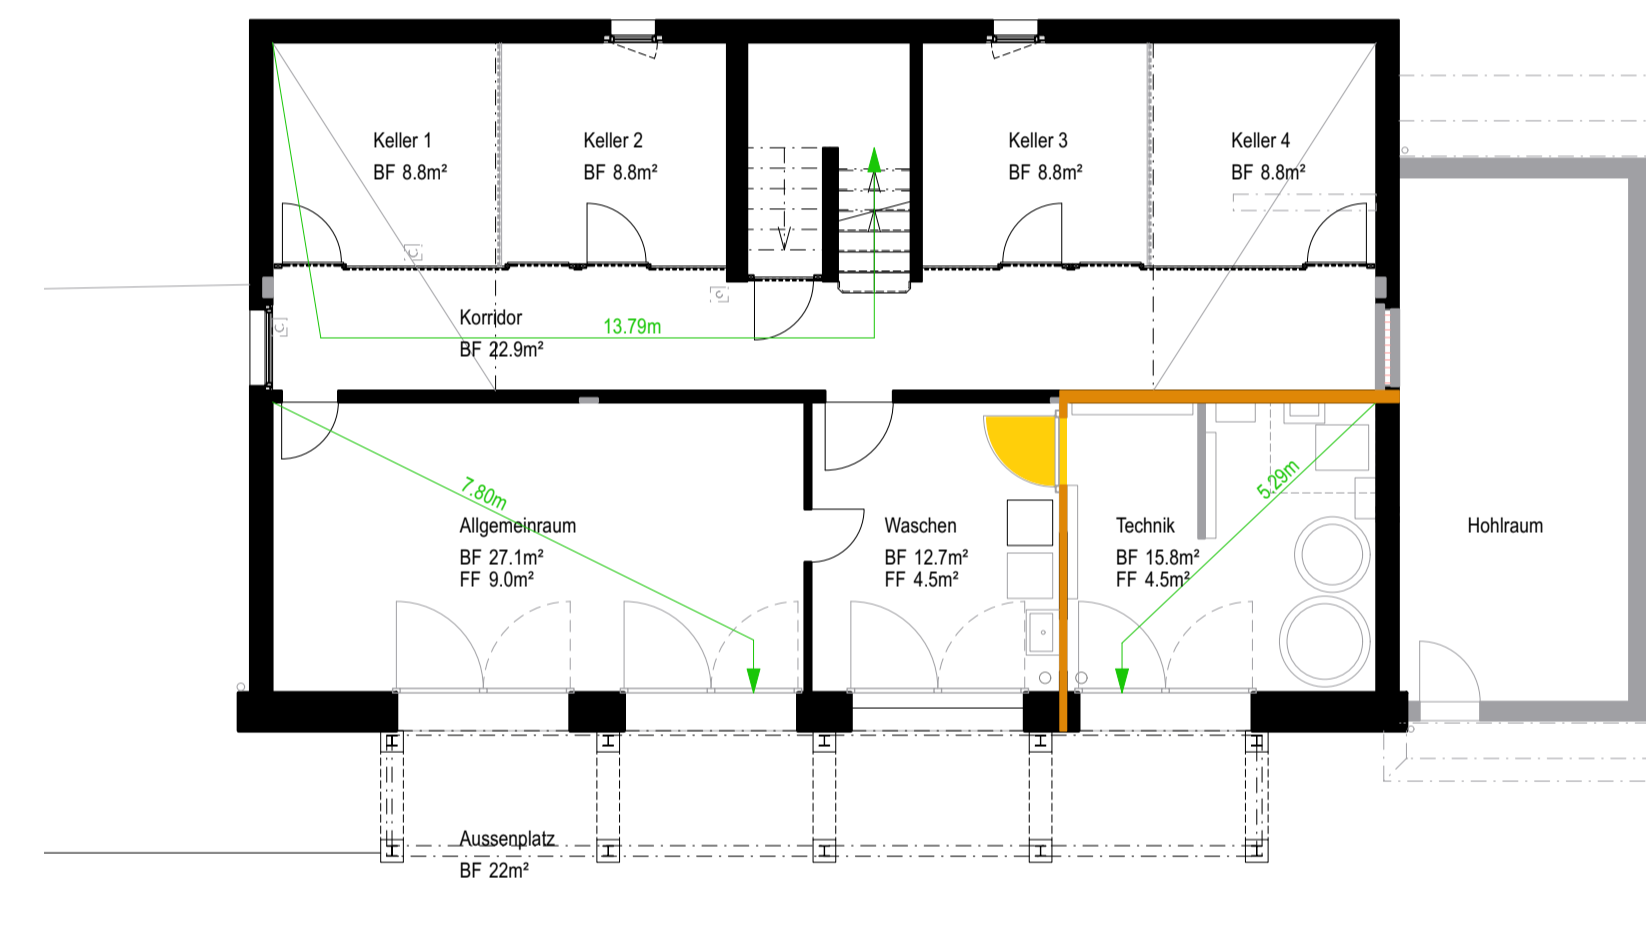 Keller 1
BF 8.8m²
Keller 2
BF 8.8m²
Keller 3
BF 8.8m²
Keller 4
BF 8.8m²
Korridor
BF 22.9m²
13.79m
7.80m
5.29m
Allgemeinraum
BF 27.1m²
FF 9.0m²
Waschen
BF 12.7m²
FF 4.5m²
Technik
BF 15.8m²
FF 4.5m²
Hohlraum
Aussenplatz
BF 22m²